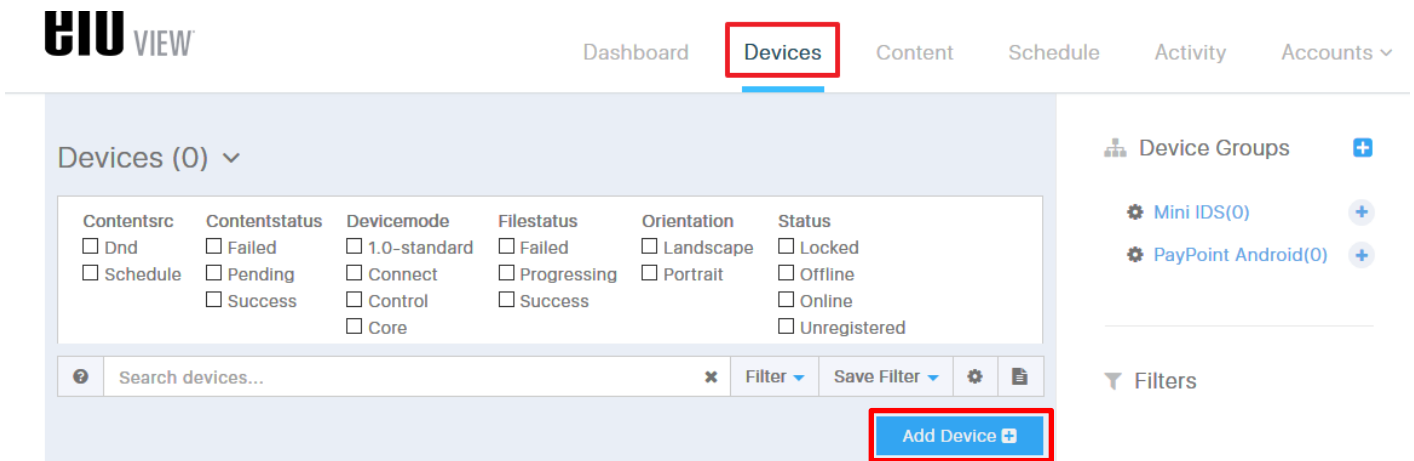 elo VIEW
Dashboard Devices Content Schedule Activity Accounts
Devices (0)
Device Groups
Contentsrc Contentstatus Devicemode Filestatus Orientation Status
Dnd Failed 1.0-standard Failed Landscape Locked
Schedule Pending Connect Progressing Portrait Offline
Success Control Success Online
Core Unregistered
Mini IDS(0)
PayPoint Android(0)
Search devices... Filter Save Filter
Filters
Add Device